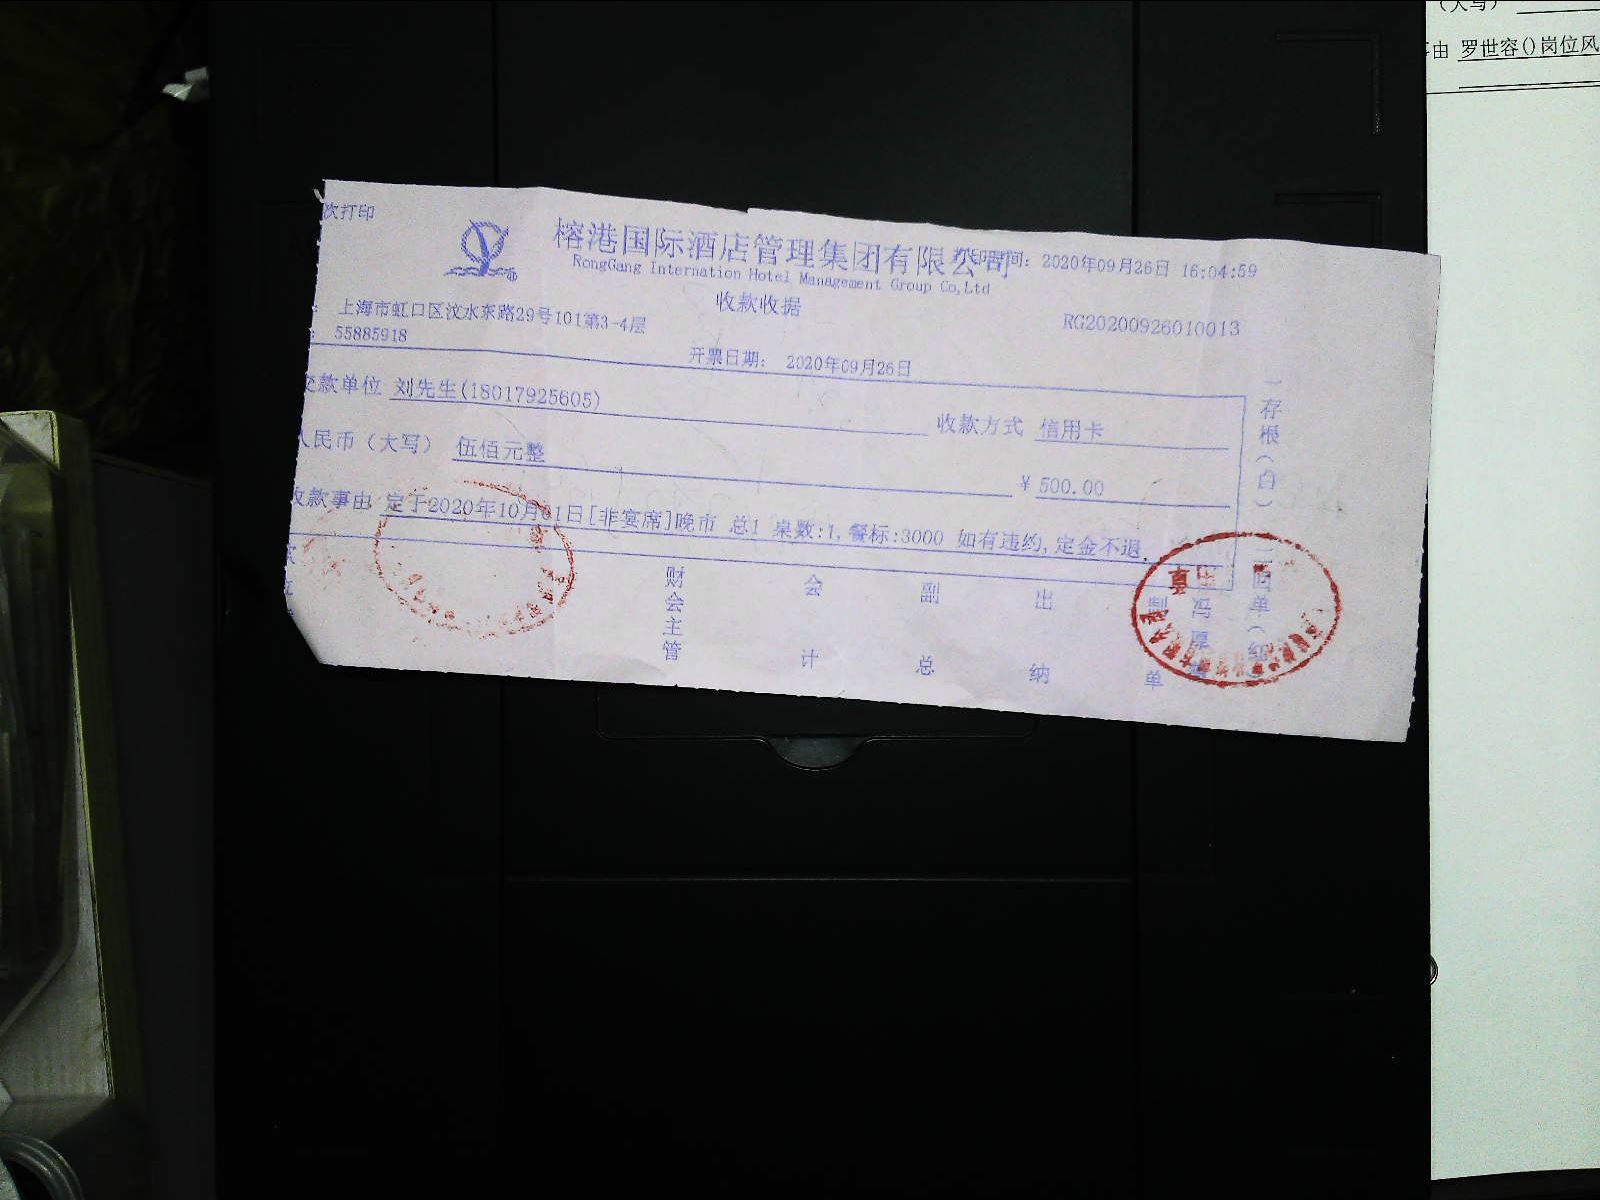 次打印
榕港国际酒店管理集团有限公司
时间: 2020年09月26日 16:04:59
RongGang Internation Hotel Management Group Co,Ltd
收款收据
: 上海市虹口区汶水东路29号101第3-4层
RG20200926010013
: 55885918
开票日期: 2020年09月26日
交款单位 刘先生(18017925605)
收款方式 信用卡
人民币（大写） 伍佰元整
¥ 500.00
收款事由 定于2020年10月01日[非宴席]晚市 总1 桌数:1,餐标:3000 如有违约,定金不退.
财会主管
会计
副总
出纳
制单
一存根(白)
(大写)
由 罗世容()岗位风